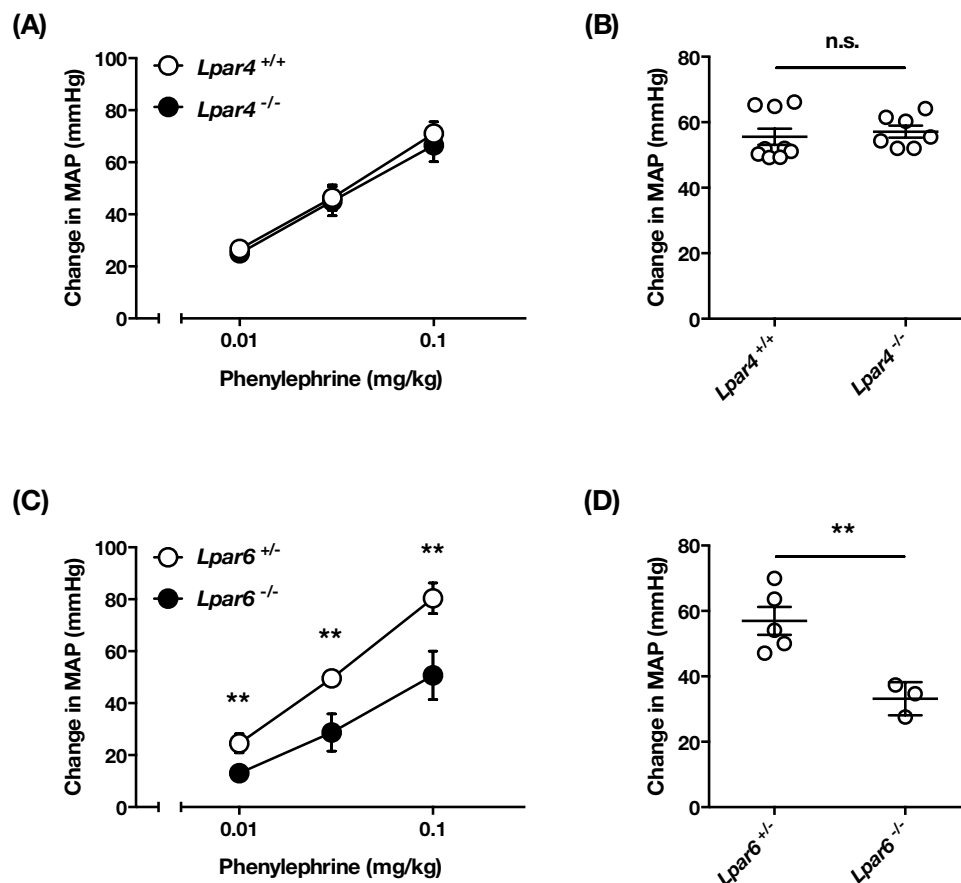 (A)
Change in MAP (mmHg)
100
80
60
40
20
0
Lpar4 +/+
Lpar4 -/-
0.01
0.1
Phenylephrine (mg/kg)
(B)
Change in MAP (mmHg)
80
60
40
20
0
n.s.
Lpar4 +/+
Lpar4 -/-
(C)
Change in MAP (mmHg)
100
80
60
40
20
0
Lpar6 +/-
Lpar6 -/-
**
**
**
0.01
0.1
Phenylephrine (mg/kg)
(D)
Change in MAP (mmHg)
80
60
40
20
0
**
Lpar6 +/-
Lpar6 -/-